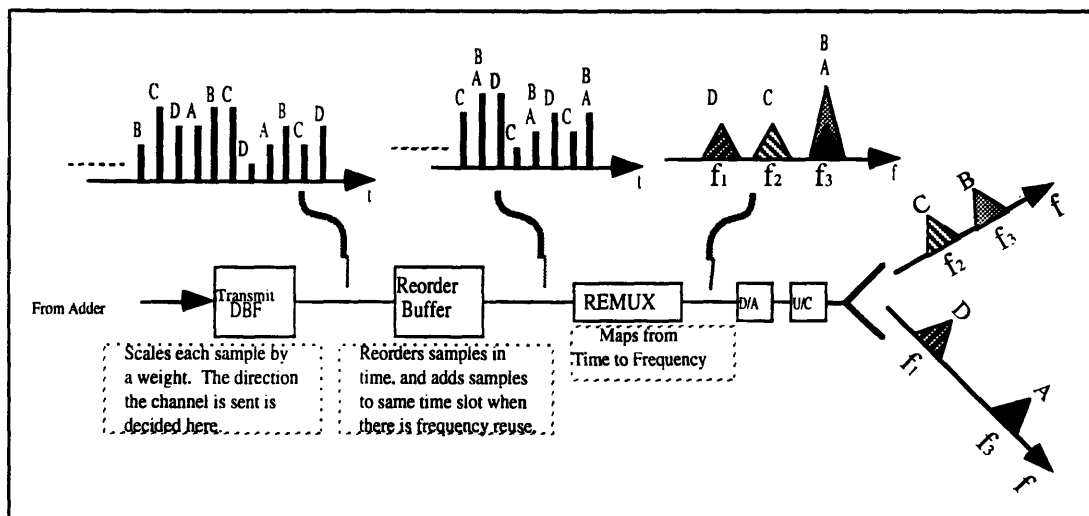 B C D A B C D A B C D
t
C B A D C B A D C B A
t
D C B A
f1 f2 f3 f
C B
f2 f3 f
From Adder
Transmit
DBF
Reorder
Buffer
REMUX
D/A
U/C
Scales each sample by
a weight. The direction
the channel is sent is
decided here.
Reorders samples in
time, and adds samples
to same time slot when
there is frequency reuse.
Maps from
Time to Frequency
D
f1
A
f3
f